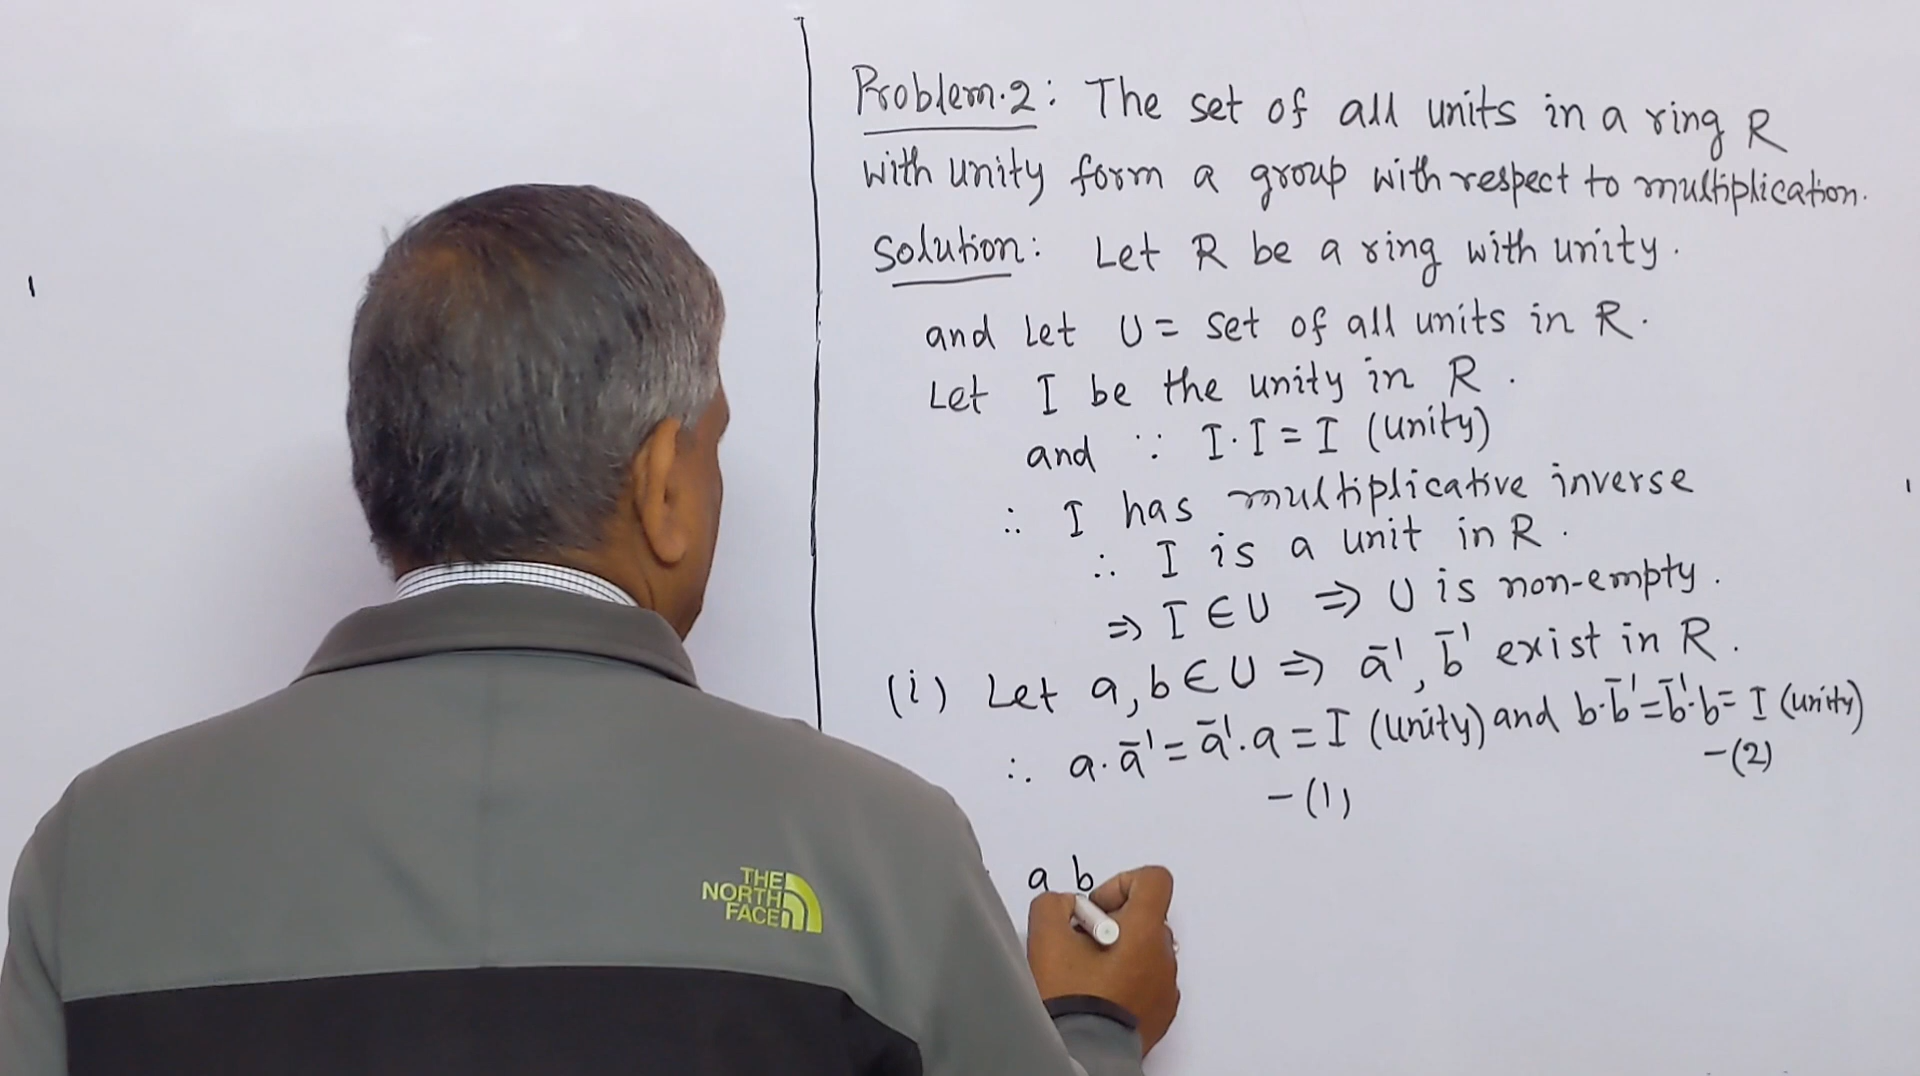 Problem.2: The set of all units in a ring R
with unity form a group with respect to multiplication.
Solution: Let R be a ring with unity.
and Let U = set of all units in R.
Let I be the unity in R.
and ∵ I·I = I (unity)
∴ I has multiplicative inverse
∴ I is a unit in R.
⇒ I ∈ U ⇒ U is non-empty.
(i) Let a, b ∈ U ⇒ a⁻¹, b⁻¹ exist in R.
∴ a·a⁻¹ = a⁻¹·a = I (unity) and b·b⁻¹ = b⁻¹·b = I (unity)
—(1) —(2)
a b
THE
NORTH
FACE